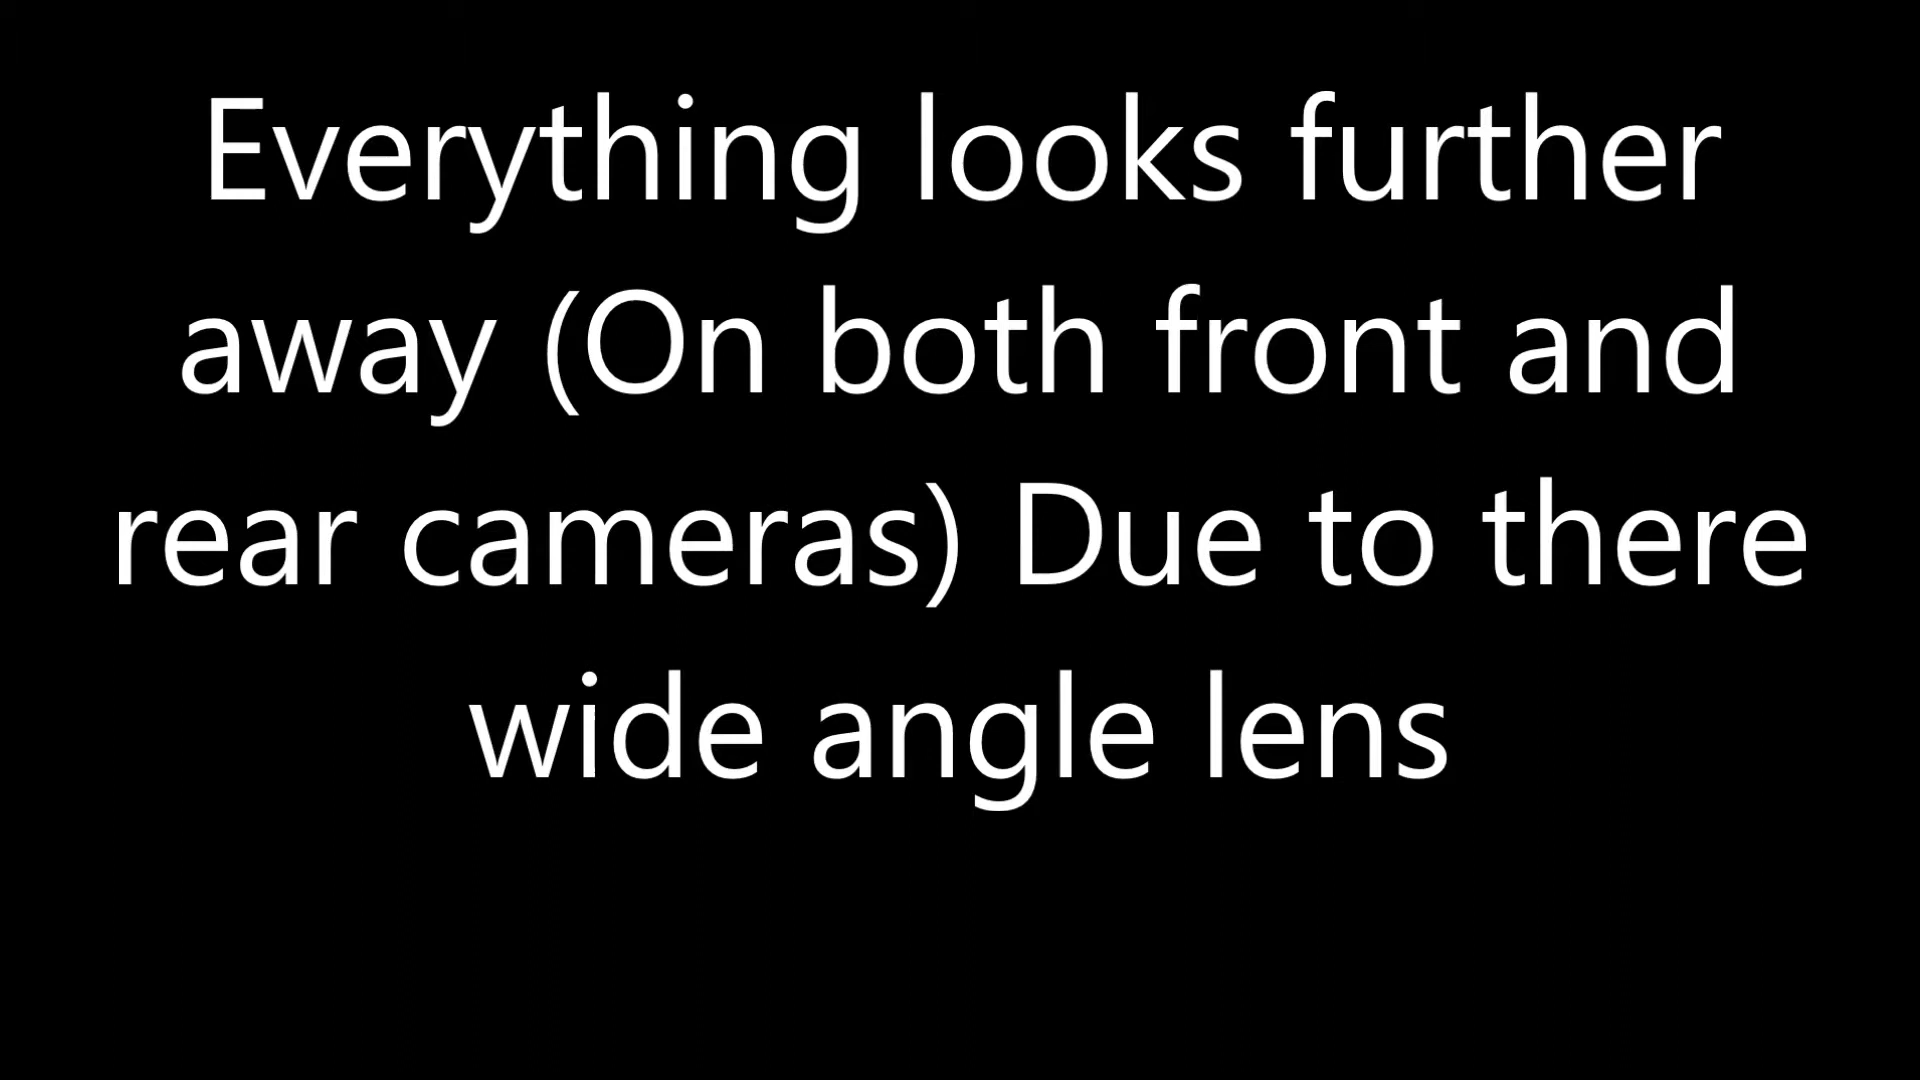 Everything looks further
away (On both front and
rear cameras) Due to there
wide angle lens